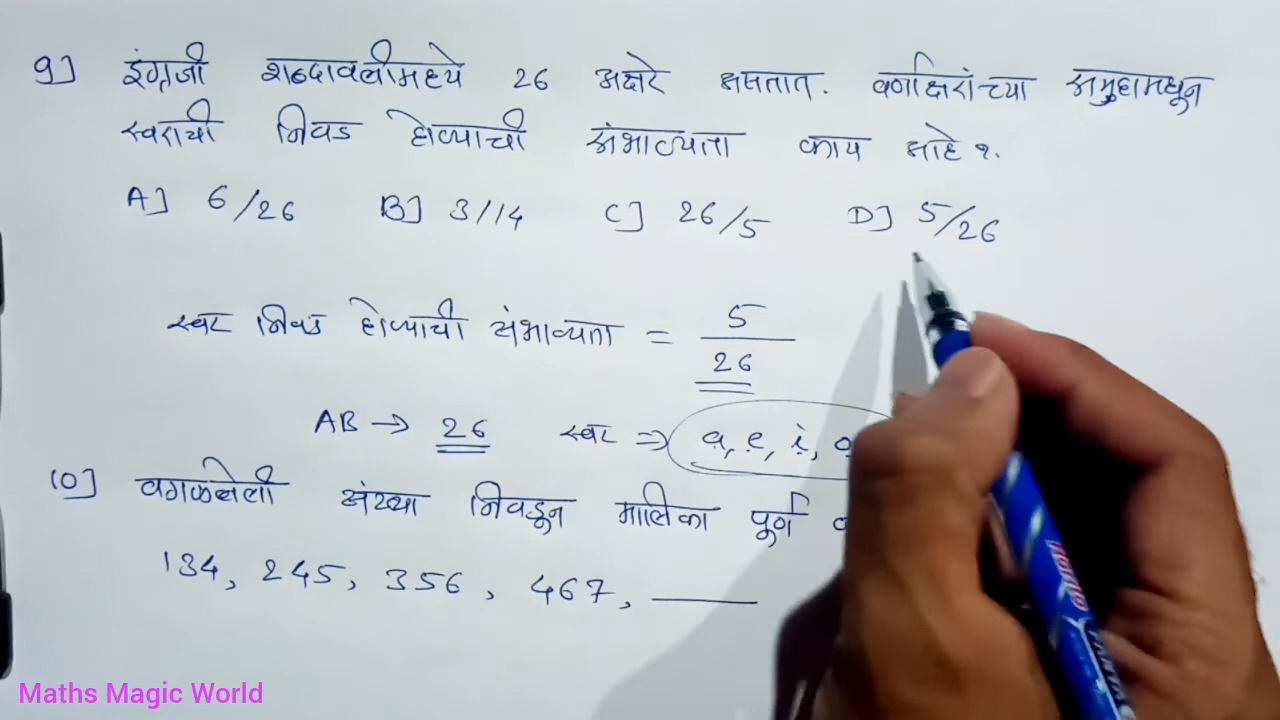 9] इंग्रजी शब्दावलीमध्ये 26 अक्षरे असतात. वर्णाक्षरांच्या समुहामधून
स्वराची निवड होण्याची संभाव्यता काय आहे ?.
A] 6/26 B] 3/14 C] 26/5 D] 5/26
स्वर निवड होण्याची संभाव्यता = 5/26
AB → 26 स्वर ⇒ a, e, i, o
10] वगळलेली संख्या निवडून मालिका पूर्ण
134, 245, 356, 467, ____
Maths Magic World